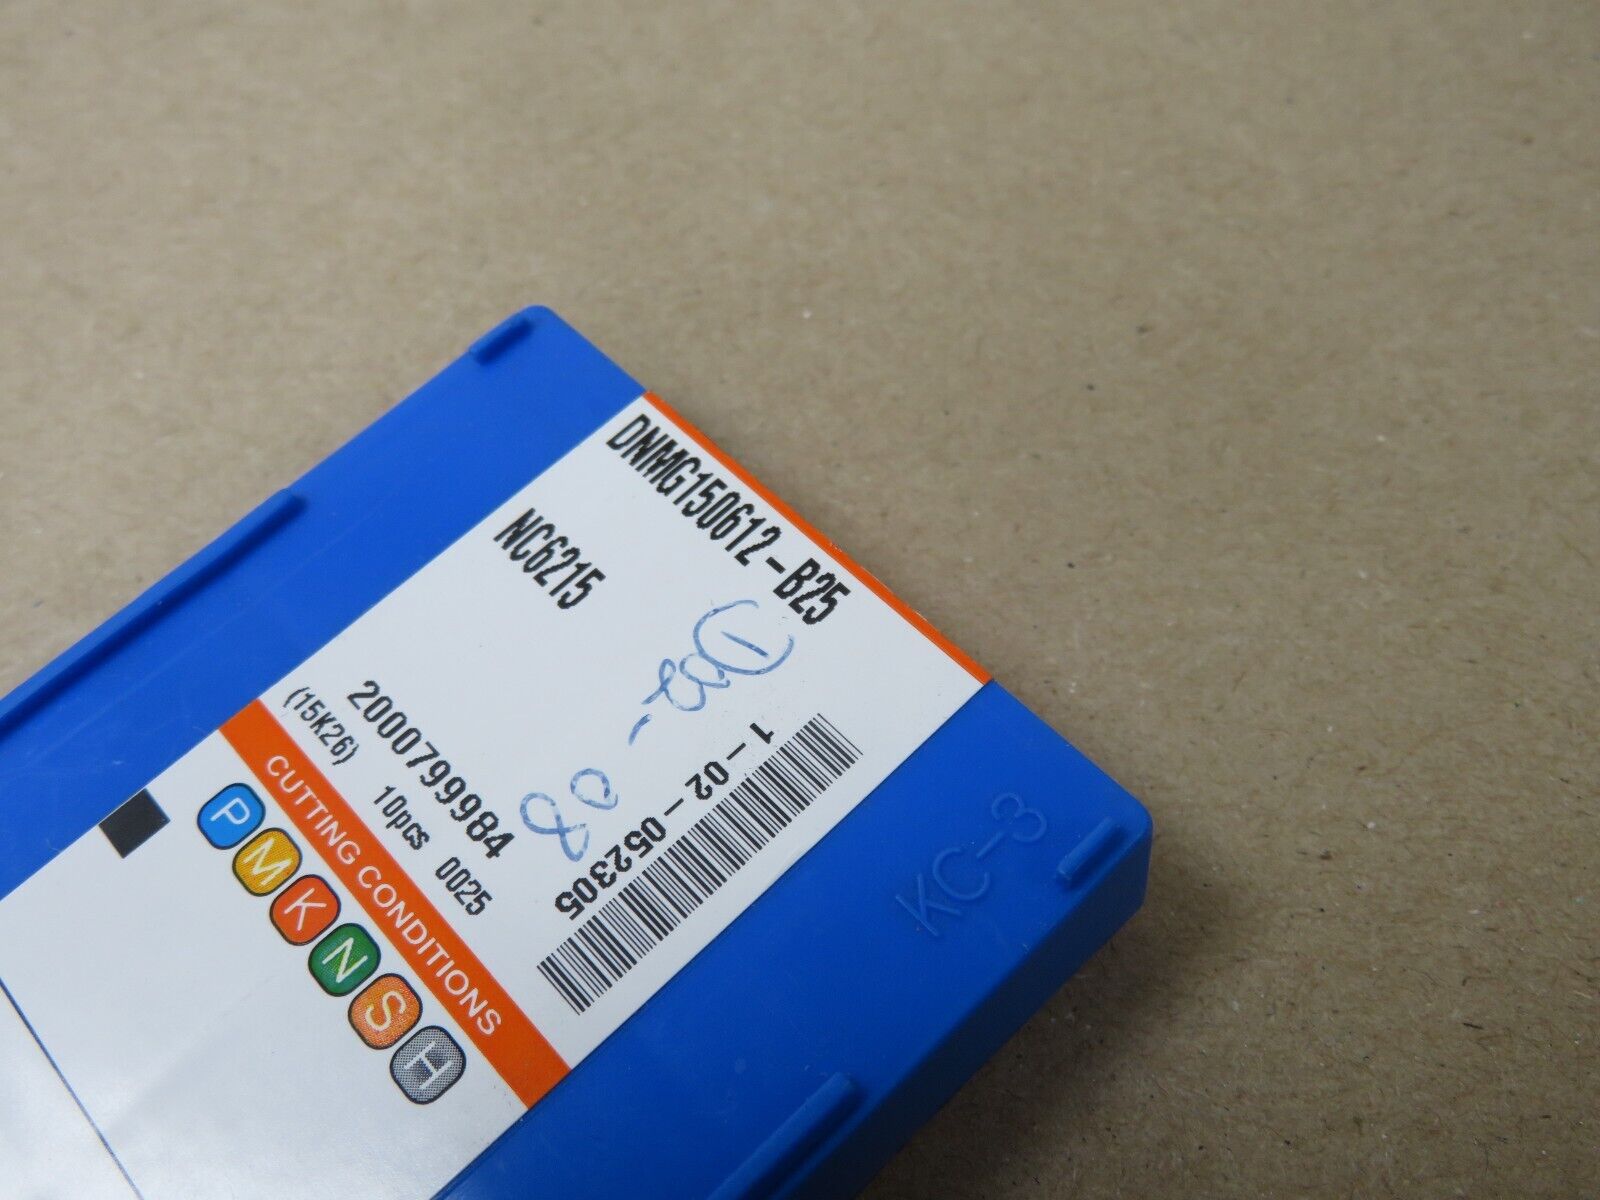 DNMG150612-B25
NC6215
2000799984
(15K26) 10pcs 0025
1-02-052305
CUTTING CONDITIONS
P M K N S H
KC-3